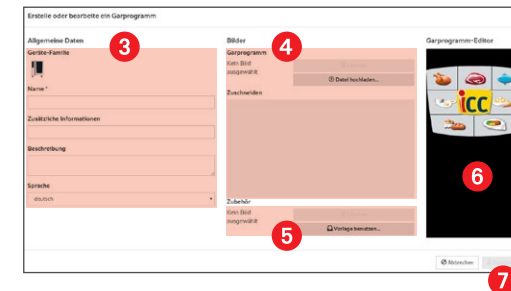 Erstelle oder bearbeite ein Garprogramm
Allgemeine Daten
3
Geräte-Familie
Name *
Zusätzliche Informationen
Beschreibung
Sprache
deutsch
Bilder
4
Garprogramm
Kein Bild
ausgewählt
Datei hochladen...
Zuschneiden
Zubehör
Kein Bild
ausgewählt
Vorlage benutzen...
5
Garprogramm-Editor
iCC
6
Abbrechen
7